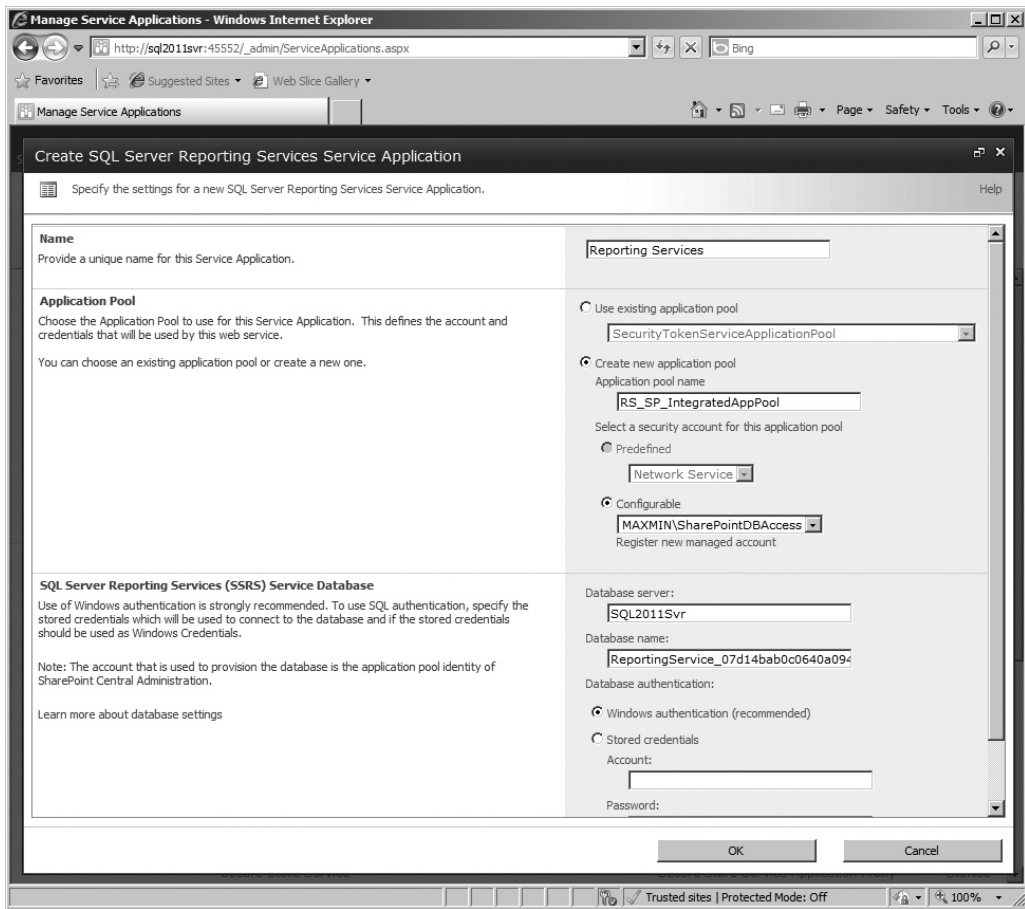 Manage Service Applications - Windows Internet Explorer
http://sql2011svr:45552/_admin/ServiceApplications.aspx
Bing
Favorites
Suggested Sites
Web Slice Gallery
Manage Service Applications
Page
Safety
Tools
Create SQL Server Reporting Services Service Application
Specify the settings for a new SQL Server Reporting Services Service Application.
Help
Name
Provide a unique name for this Service Application.
Reporting Services
Application Pool
Choose the Application Pool to use for this Service Application. This defines the account and
credentials that will be used by this web service.
You can choose an existing application pool or create a new one.
Use existing application pool
SecurityTokenServiceApplicationPool
Create new application pool
Application pool name
RS_SP_IntegratedAppPool
Select a security account for this application pool
Predefined
Network Service
Configurable
MAXMIN\SharePointDBAccess
Register new managed account
SQL Server Reporting Services (SSRS) Service Database
Use of Windows authentication is strongly recommended. To use SQL authentication, specify the
stored credentials which will be used to connect to the database and if the stored credentials
should be used as Windows Credentials.
Note: The account that is used to provision the database is the application pool identity of
SharePoint Central Administration.
Learn more about database settings
Database server:
SQL2011Svr
Database name:
ReportingService_07d14bab0c0640a094
Database authentication:
Windows authentication (recommended)
Stored credentials
Account:
Password:
OK
Cancel
Trusted sites | Protected Mode: Off
100%